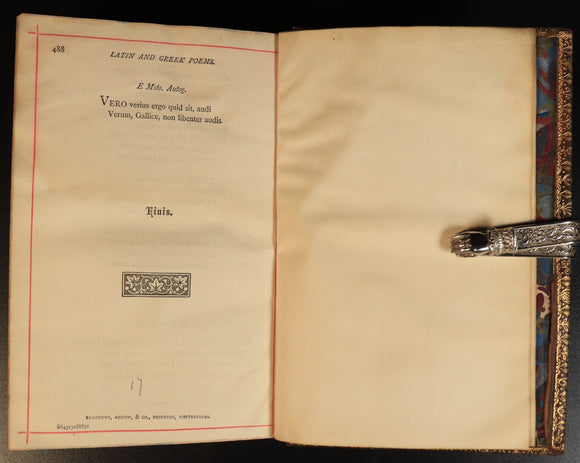 488
LATIN AND GREEK POEMS.
E Msto. Autog.
VERO verius ergo quid sit, audi
Verum, Gallice, non libenter audis.
Finis.
17
BRADBURY, AGNEW, & CO., PRINTERS, WHITEFRIARS.